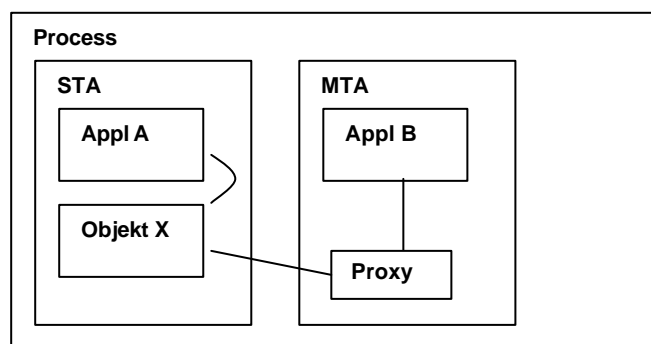 Process
STA
MTA
Appl A
Appl B
Objekt X
Proxy